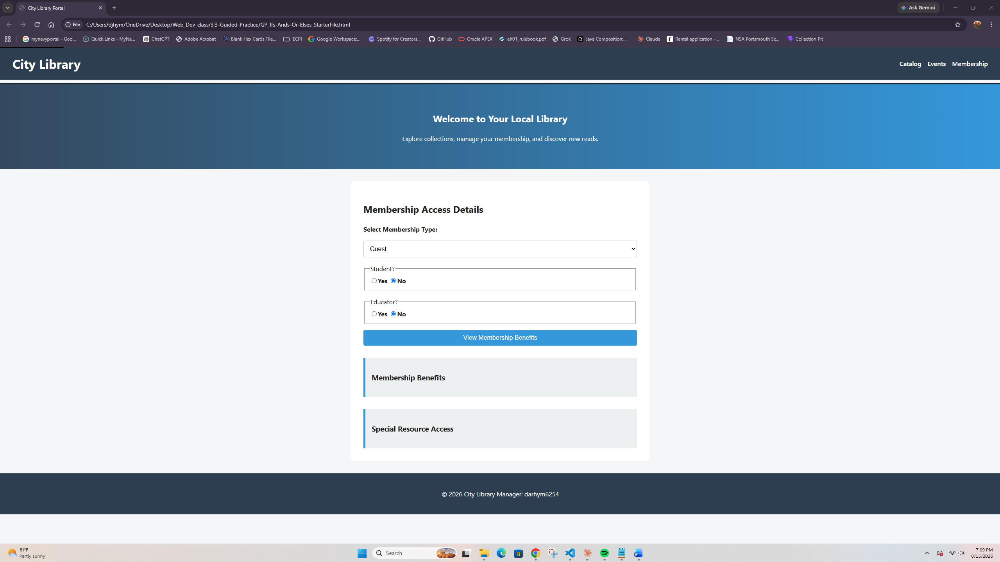 City Library Portal
Ask Gemini
File C:/Users/djhym/OneDrive/Desktop/Web_Dev_class/3.3-Guided-Practice/GP_Ifs-Ands-Or-Elses_StarterFile.html
mynavyportal - Goo... Quick Links - MyNa... ChatGPT Adobe Acrobat Blank Hex Cards Tile... ECPI Google Workspace:... Spotify for Creators... GitHub Oracle APEX eh01_rulebook.pdf Grok Java Composition:... Claude Rental application -... NSA Portsmouth Sc... Collection Pit
City Library
Catalog Events Membership
Welcome to Your Local Library
Explore collections, manage your membership, and discover new reads.
Membership Access Details
Select Membership Type:
Guest
Student?
Yes No
Educator?
Yes No
View Membership Benefits
Membership Benefits
Special Resource Access
© 2026 City Library Manager: darhym6254
81°F
Partly sunny
Search
7:09 PM
8/15/2026